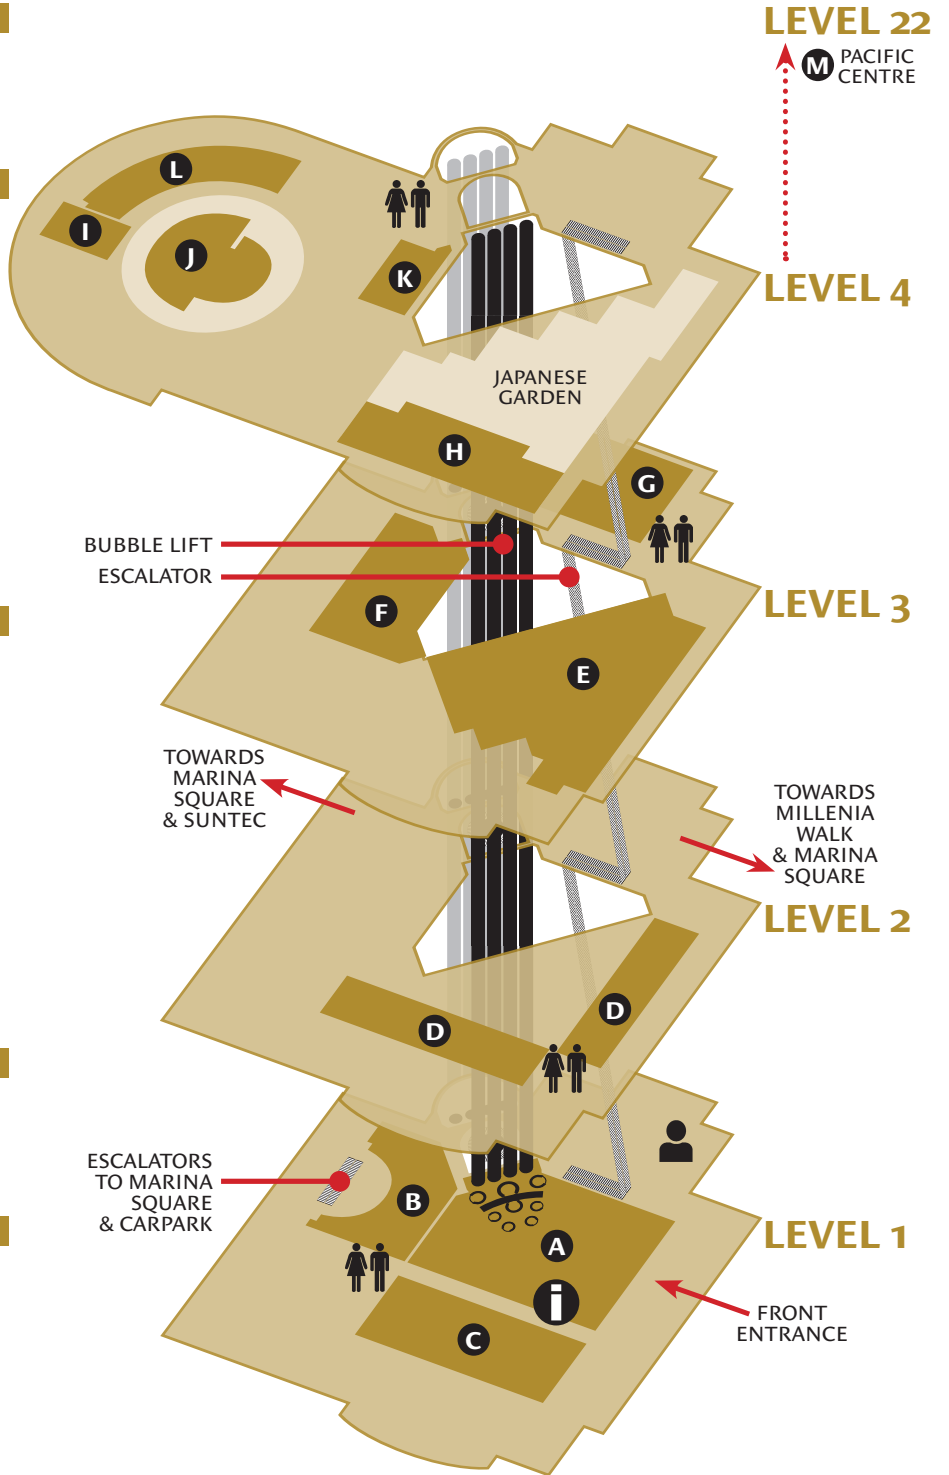 LEVEL 22
M
PACIFIC
CENTRE
L
I
J
K
LEVEL 4
JAPANESE
GARDEN
H
G
BUBBLE LIFT
ESCALATOR
F
LEVEL 3
E
TOWARDS
MARINA
SQUARE
& SUNTEC
TOWARDS
MILLENIA
WALK
& MARINA
SQUARE
LEVEL 2
D
D
ESCALATORS
TO MARINA
SQUARE
& CARPARK
B
A
LEVEL 1
i
FRONT
ENTRANCE
C